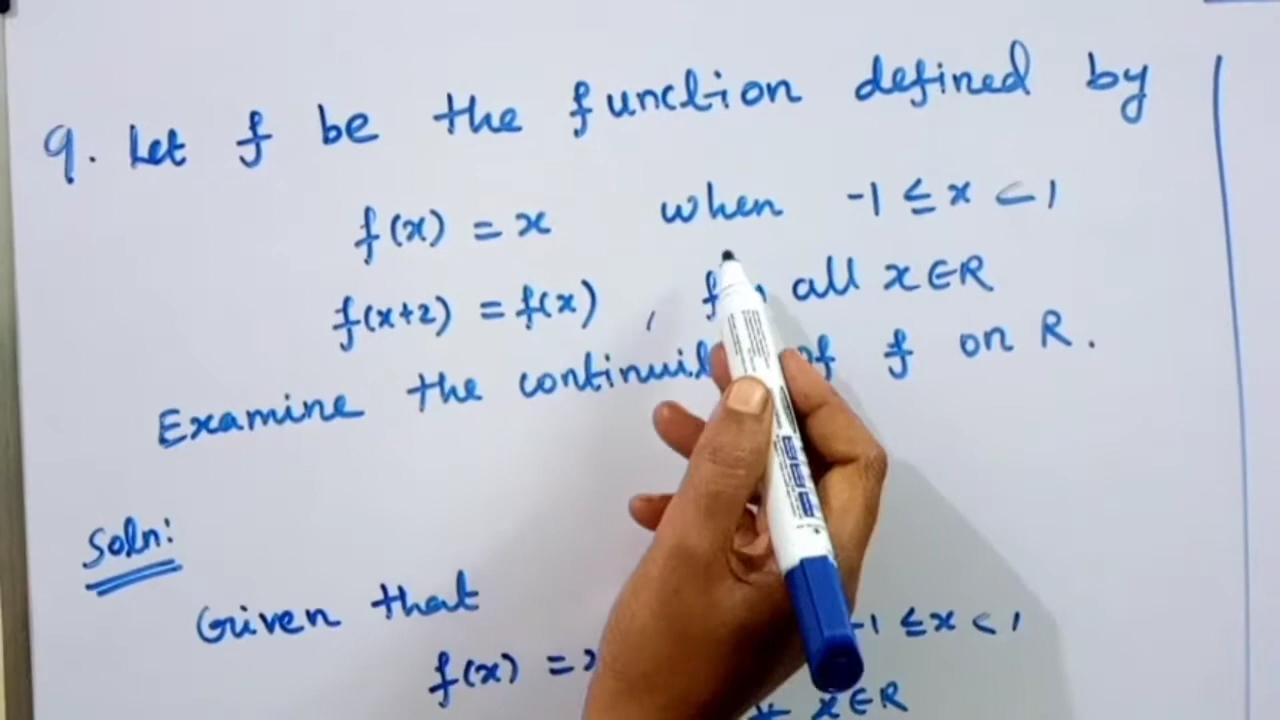 9. Let f be the function defined by
f(x) = x when -1 ≤ x < 1
f(x+2) = f(x) , all x∈R
Examine the of f on R.
Soln:
Given that
f(x) = -1 ≤ x < 1
x∈R